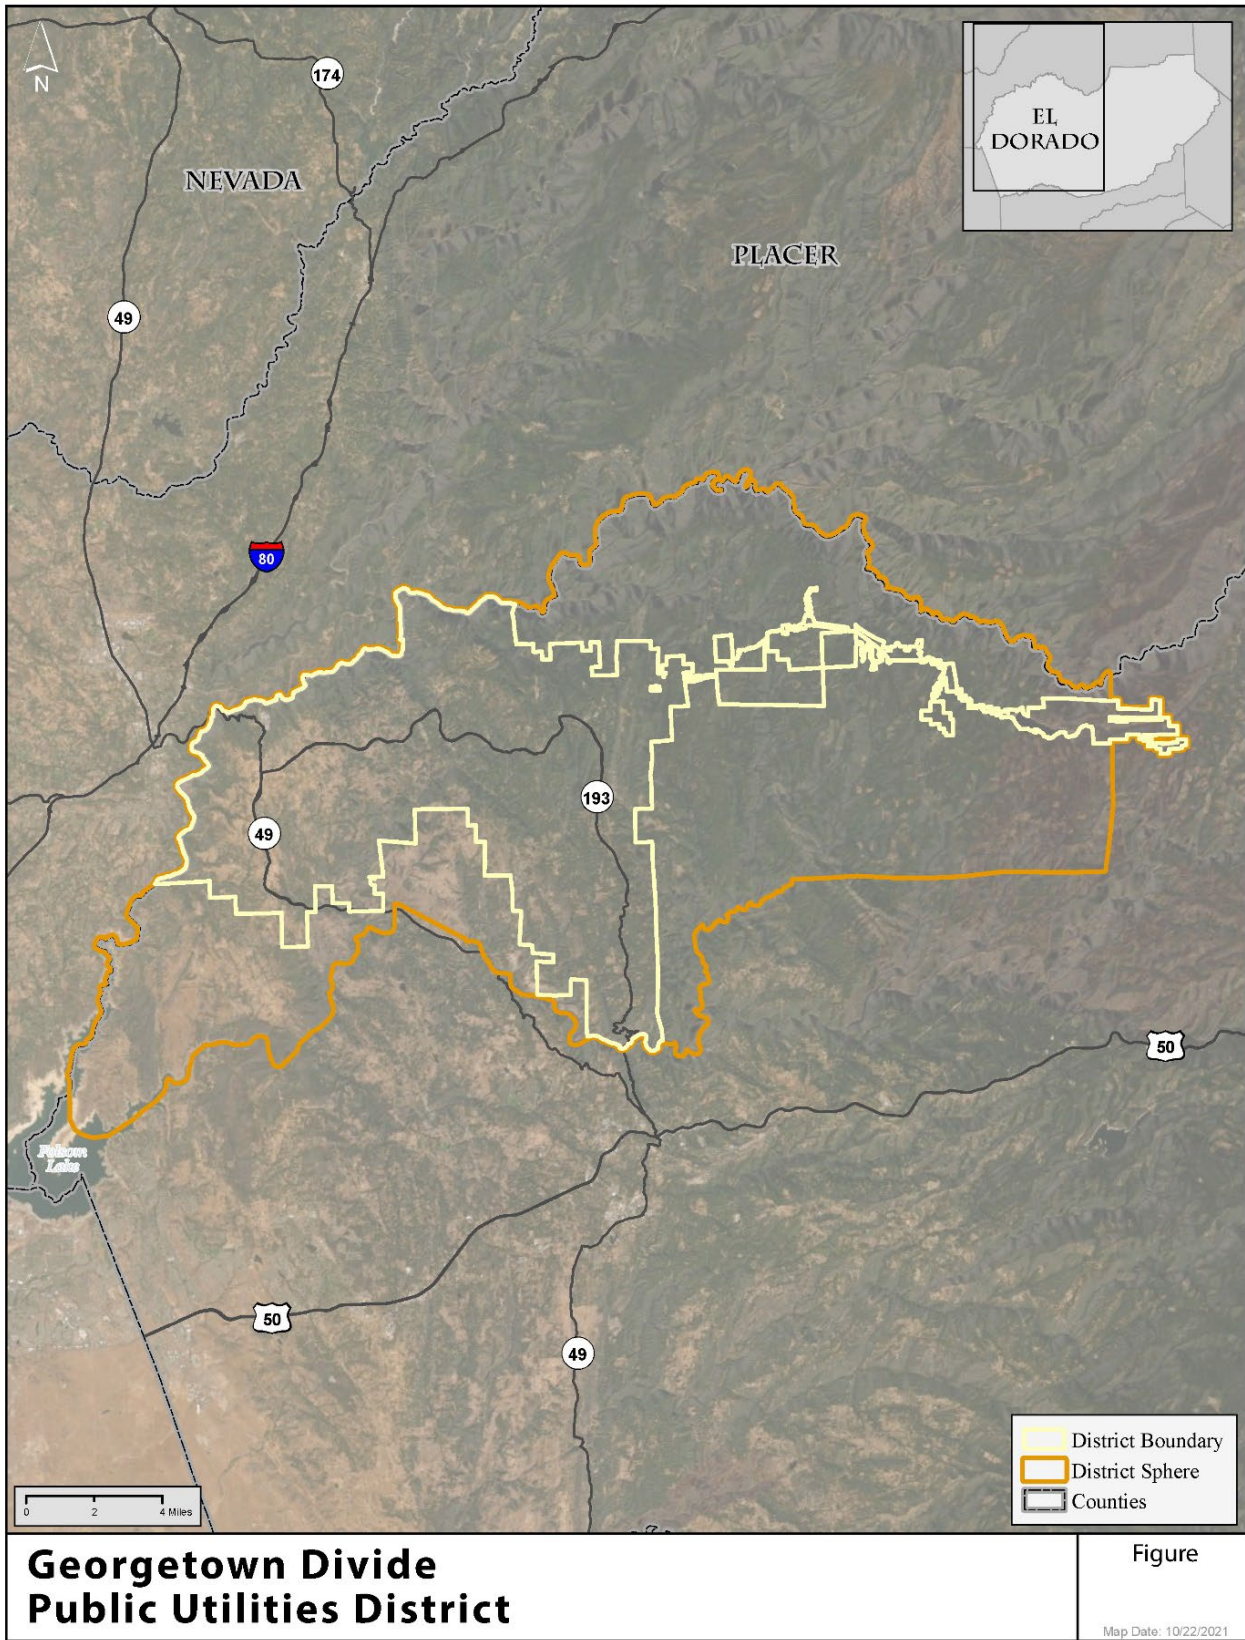 N
174
NEVADA
EL
DORADO
PLACER
49
80
193
49
50
Folsom
Lake
50
49
District Boundary
District Sphere
Counties
0 2 4 Miles
Georgetown Divide
Public Utilities District
Figure
Map Date: 10/22/2021